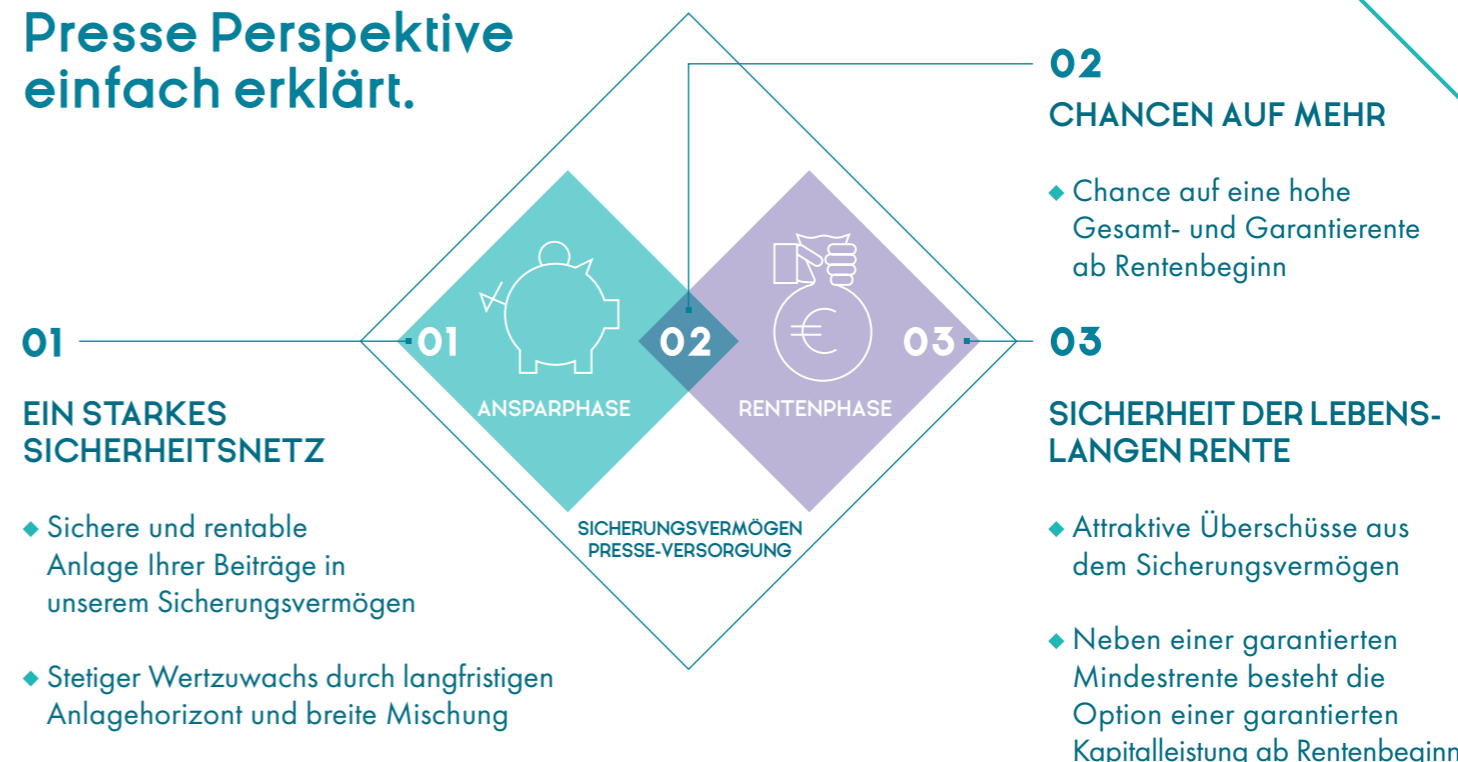 Presse Perspektive
einfach erklärt.
01
EIN STARKES
SICHERHEITSNETZ
◆ Sichere und rentable
Anlage Ihrer Beiträge in
unserem Sicherungsvermögen
◆ Stetiger Wertzuwachs durch langfristigen
Anlagehorizont und breite Mischung
01
ANSPARPHASE
02
€
03
RENTENPHASE
SICHERUNGSVERMÖGEN
PRESSE-VERSORGUNG
02
CHANCEN AUF MEHR
◆ Chance auf eine hohe
Gesamt- und Garantierente
ab Rentenbeginn
03
SICHERHEIT DER LEBENS-
LANGEN RENTE
◆ Attraktive Überschüsse aus
dem Sicherungsvermögen
◆ Neben einer garantierten
Mindestrente besteht die
Option einer garantierten
Kapitalleistung ab Rentenbeginn